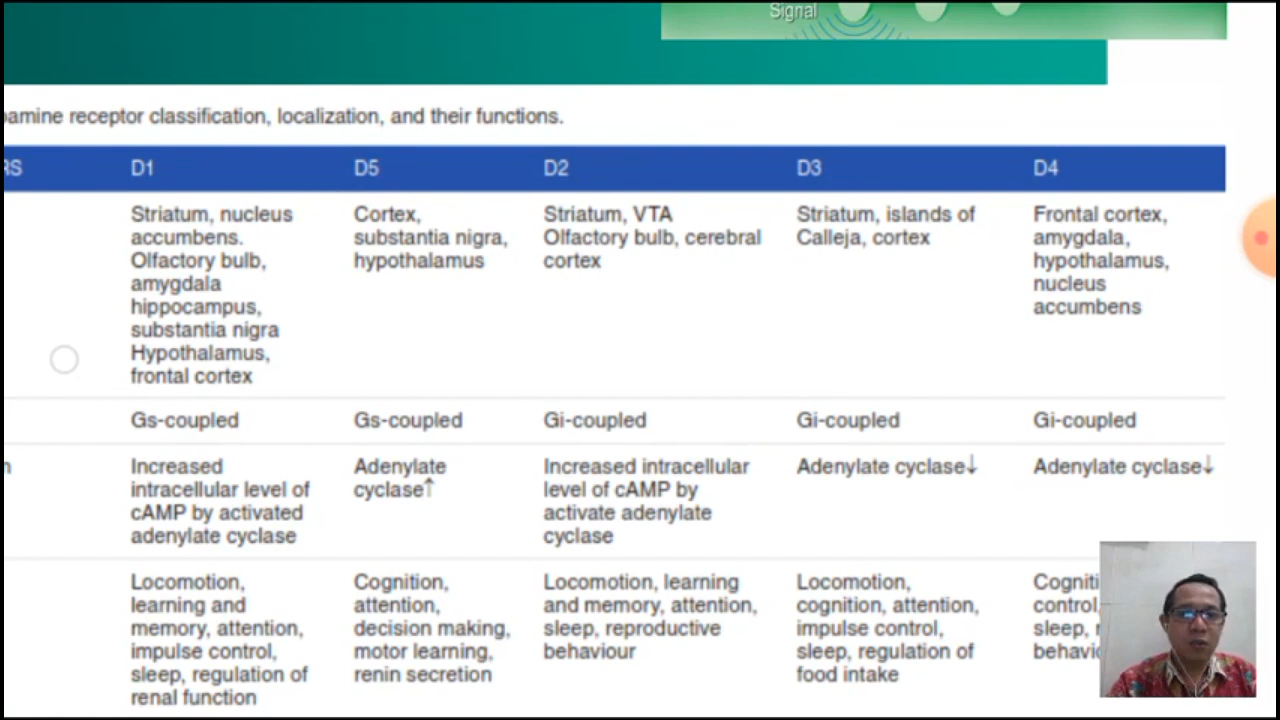 Signal
amine receptor classification, localization, and their functions.
RS D1 D5 D2 D3 D4
Striatum, nucleus
accumbens.
Olfactory bulb,
amygdala
hippocampus,
substantia nigra
Hypothalamus,
frontal cortex
Cortex,
substantia nigra,
hypothalamus
Striatum, VTA
Olfactory bulb, cerebral
cortex
Striatum, islands of
Calleja, cortex
Frontal cortex,
amygdala,
hypothalamus,
nucleus
accumbens
Gs-coupled Gs-coupled Gi-coupled Gi-coupled Gi-coupled
Increased
intracellular level of
cAMP by activated
adenylate cyclase
Adenylate
cyclase↑
Increased intracellular
level of cAMP by
activate adenylate
cyclase
Adenylate cyclase↓
Adenylate cyclase↓
Locomotion,
learning and
memory, attention,
impulse control,
sleep, regulation of
renal function
Cognition,
attention,
decision making,
motor learning,
renin secretion
Locomotion, learning
and memory, attention,
sleep, reproductive
behaviour
Locomotion,
cognition, attention,
impulse control,
sleep, regulation of
food intake
Cogniti
control,
sleep,
behavi